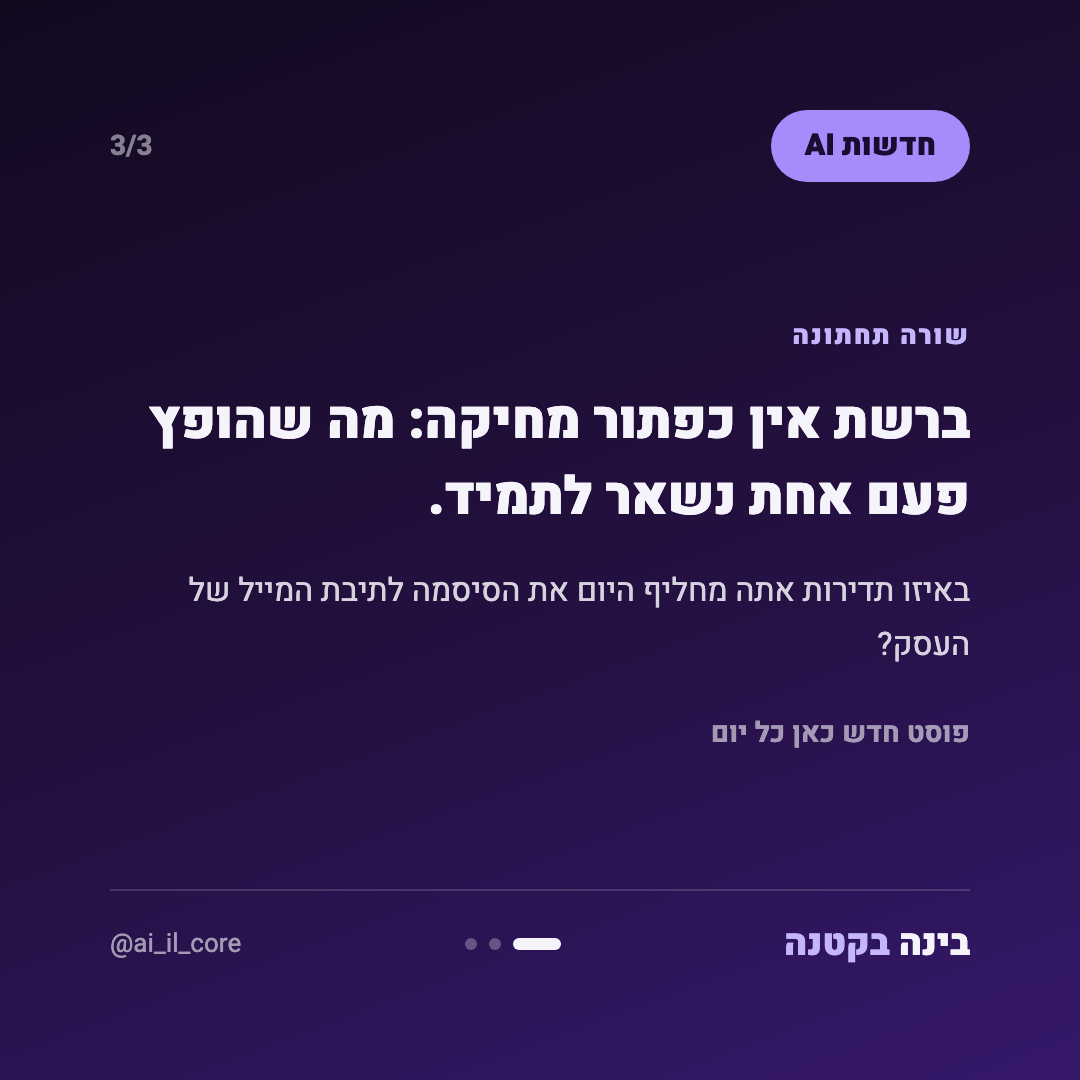 חדשות AI
3/3
שורה תחתונה
ברשת אין כפתור מחיקה: מה שהופץ
פעם אחת נשאר לתמיד.
באיזו תדירות אתה מחליף היום את הסיסמה לתיבת המייל של
העסק?
פוסט חדש כאן כל יום
בינה בקטנה
@ai_il_core